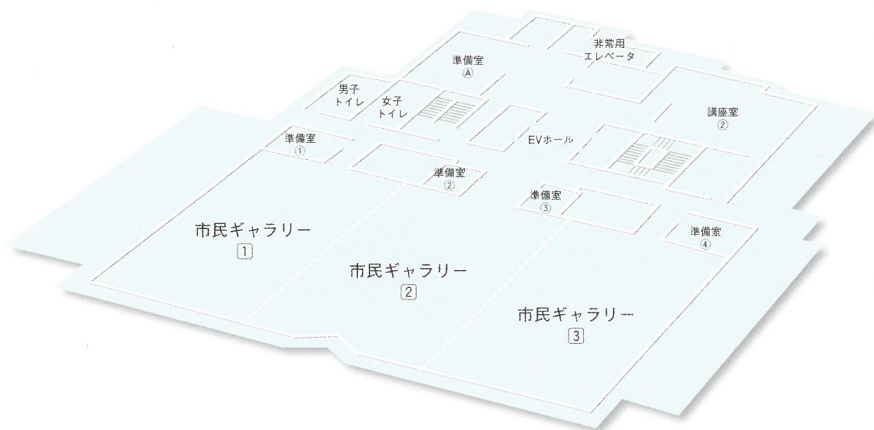 非常用
エレベータ
準備室
Ⓐ
男子
トイレ
女子
トイレ
講座室
②
EVホール
準備室
①
準備室
②
準備室
③
準備室
④
市民ギャラリー
1
市民ギャラリー
2
市民ギャラリー
3